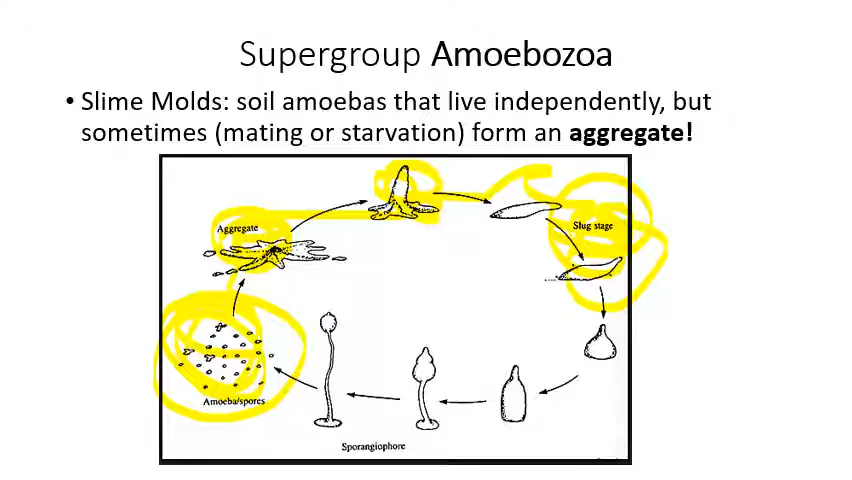 Supergroup Amoebozoa
• Slime Molds: soil amoebas that live independently, but
sometimes (mating or starvation) form an aggregate!
Aggregate
Slug stage
Amoeba/spores
Sporangiophore